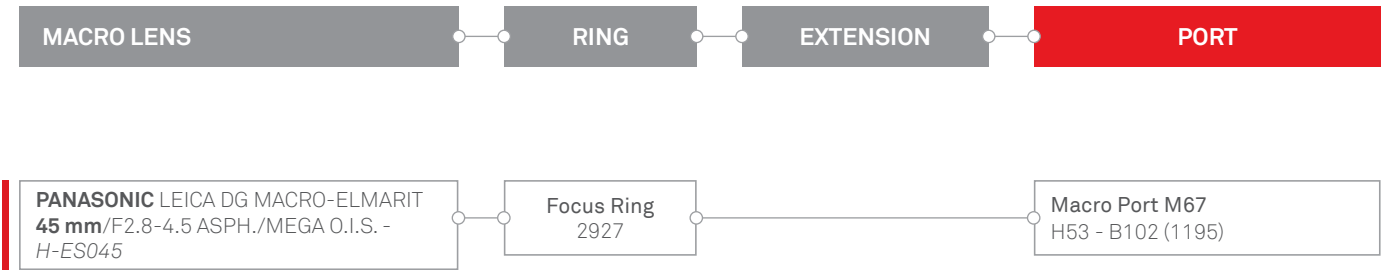 MACRO LENS
RING
EXTENSION
PORT
PANASONIC LEICA DG MACRO-ELMARIT
45 mm/F2.8-4.5 ASPH./MEGA O.I.S. -
H-ES045
Focus Ring
2927
Macro Port M67
H53 - B102 (1195)